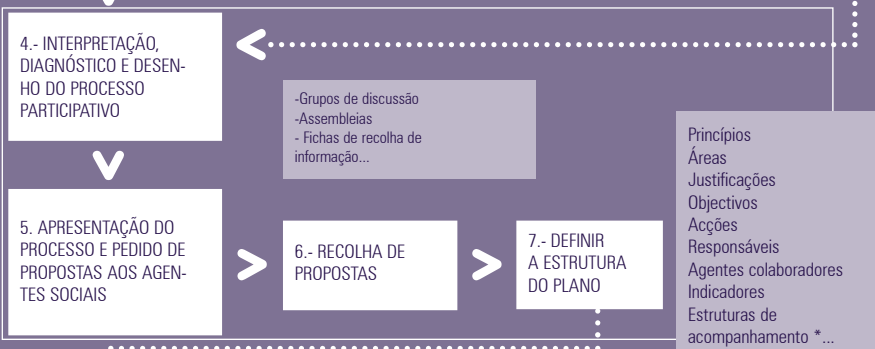 4.- INTERPRETAÇÃO,
DIAGNÓSTICO E DESEN-
HO DO PROCESSO
PARTICIPATIVO
-Grupos de discussão
-Assembleias
- Fichas de recolha de
informação...
5. APRESENTAÇÃO DO
PROCESSO E PEDIDO DE
PROPOSTAS AOS AGEN-
TES SOCIAIS
6.- RECOLHA DE
PROPOSTAS
7.- DEFINIR
A ESTRUTURA
DO PLANO
Princípios
Áreas
Justificações
Objectivos
Acções
Responsáveis
Agentes colaboradores
Indicadores
Estruturas de
acompanhamento *...